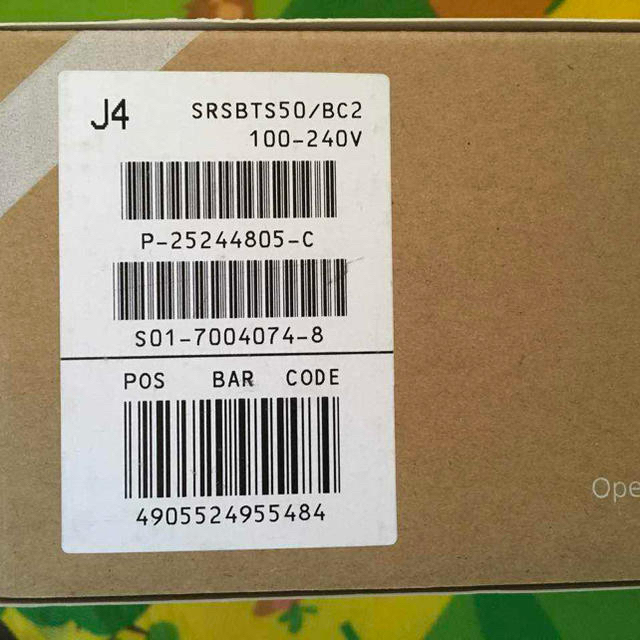 J4 SRSBTS50/BC2
100-240V
P-25244805-C
S01-7004074-8
POS BAR CODE
4905524955484
Ope